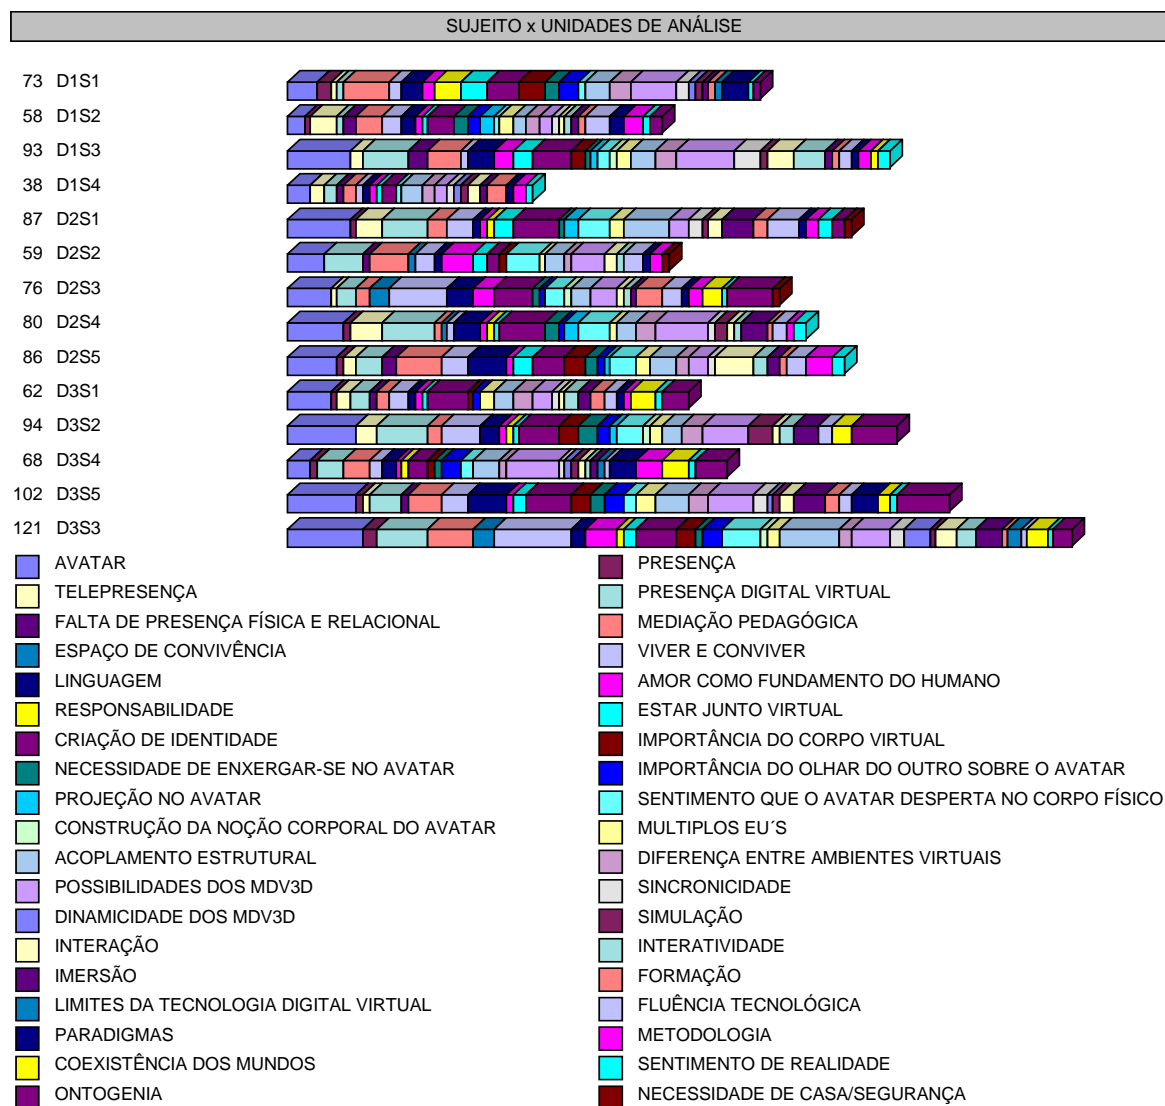 SUJEITO x UNIDADES DE ANÁLISE
73 D1S1
58 D1S2
93 D1S3
38 D1S4
87 D2S1
59 D2S2
76 D2S3
80 D2S4
86 D2S5
62 D3S1
94 D3S2
68 D3S4
102 D3S5
121 D3S3
AVATAR PRESENÇA
TELEPRESENÇA PRESENÇA DIGITAL VIRTUAL
FALTA DE PRESENÇA FÍSICA E RELACIONAL MEDIAÇÃO PEDAGÓGICA
ESPAÇO DE CONVIVÊNCIA VIVER E CONVIVER
LINGUAGEM AMOR COMO FUNDAMENTO DO HUMANO
RESPONSABILIDADE ESTAR JUNTO VIRTUAL
CRIAÇÃO DE IDENTIDADE IMPORTÂNCIA DO CORPO VIRTUAL
NECESSIDADE DE ENXERGAR-SE NO AVATAR IMPORTÂNCIA DO OLHAR DO OUTRO SOBRE O AVATAR
PROJEÇÃO NO AVATAR SENTIMENTO QUE O AVATAR DESPERTA NO CORPO FÍSICO
CONSTRUÇÃO DA NOÇÃO CORPORAL DO AVATAR MULTIPLOS EU´S
ACOPLAMENTO ESTRUTURAL DIFERENÇA ENTRE AMBIENTES VIRTUAIS
POSSIBILIDADES DOS MDV3D SINCRONICIDADE
DINAMICIDADE DOS MDV3D SIMULAÇÃO
INTERAÇÃO INTERATIVIDADE
IMERSÃO FORMAÇÃO
LIMITES DA TECNOLOGIA DIGITAL VIRTUAL FLUÊNCIA TECNOLÓGICA
PARADIGMAS METODOLOGIA
COEXISTÊNCIA DOS MUNDOS SENTIMENTO DE REALIDADE
ONTOGENIA NECESSIDADE DE CASA/SEGURANÇA